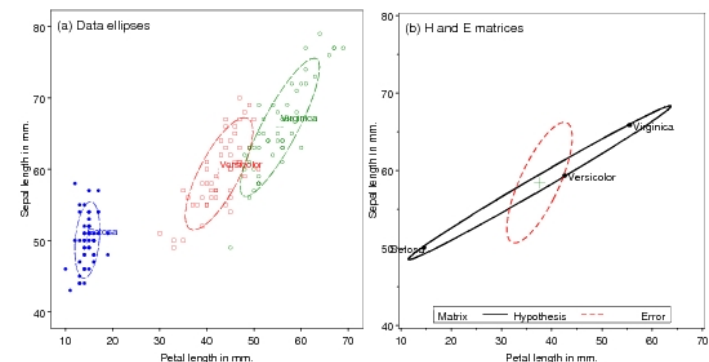 (a) Data ellipses
80
70
60
50
40
Sepal length in mm.
Virginica
Versicolor
Setosa
10 20 30 40 50 60 70
Petal length in mm.
(b) H and E matrices
80
70
60
50
40
Sepal length in mm.
Virginica
Versicolor
Setosa
Matrix Hypothesis Error
10 20 30 40 50 60 70
Petal length in mm.